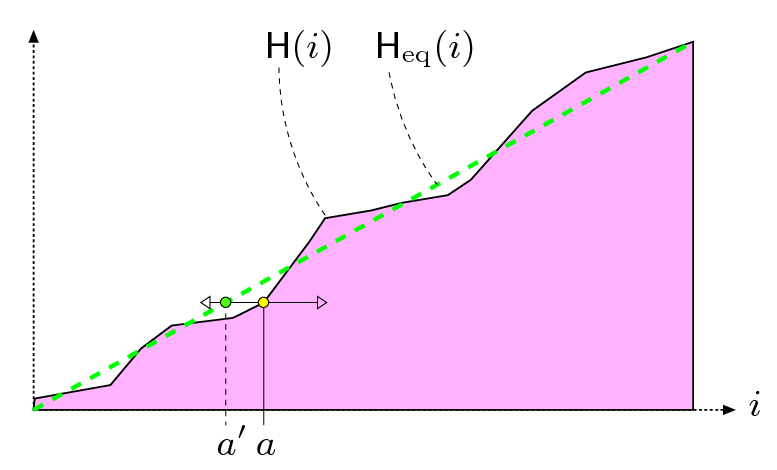 H(i) H_eq(i)
i
a′ a